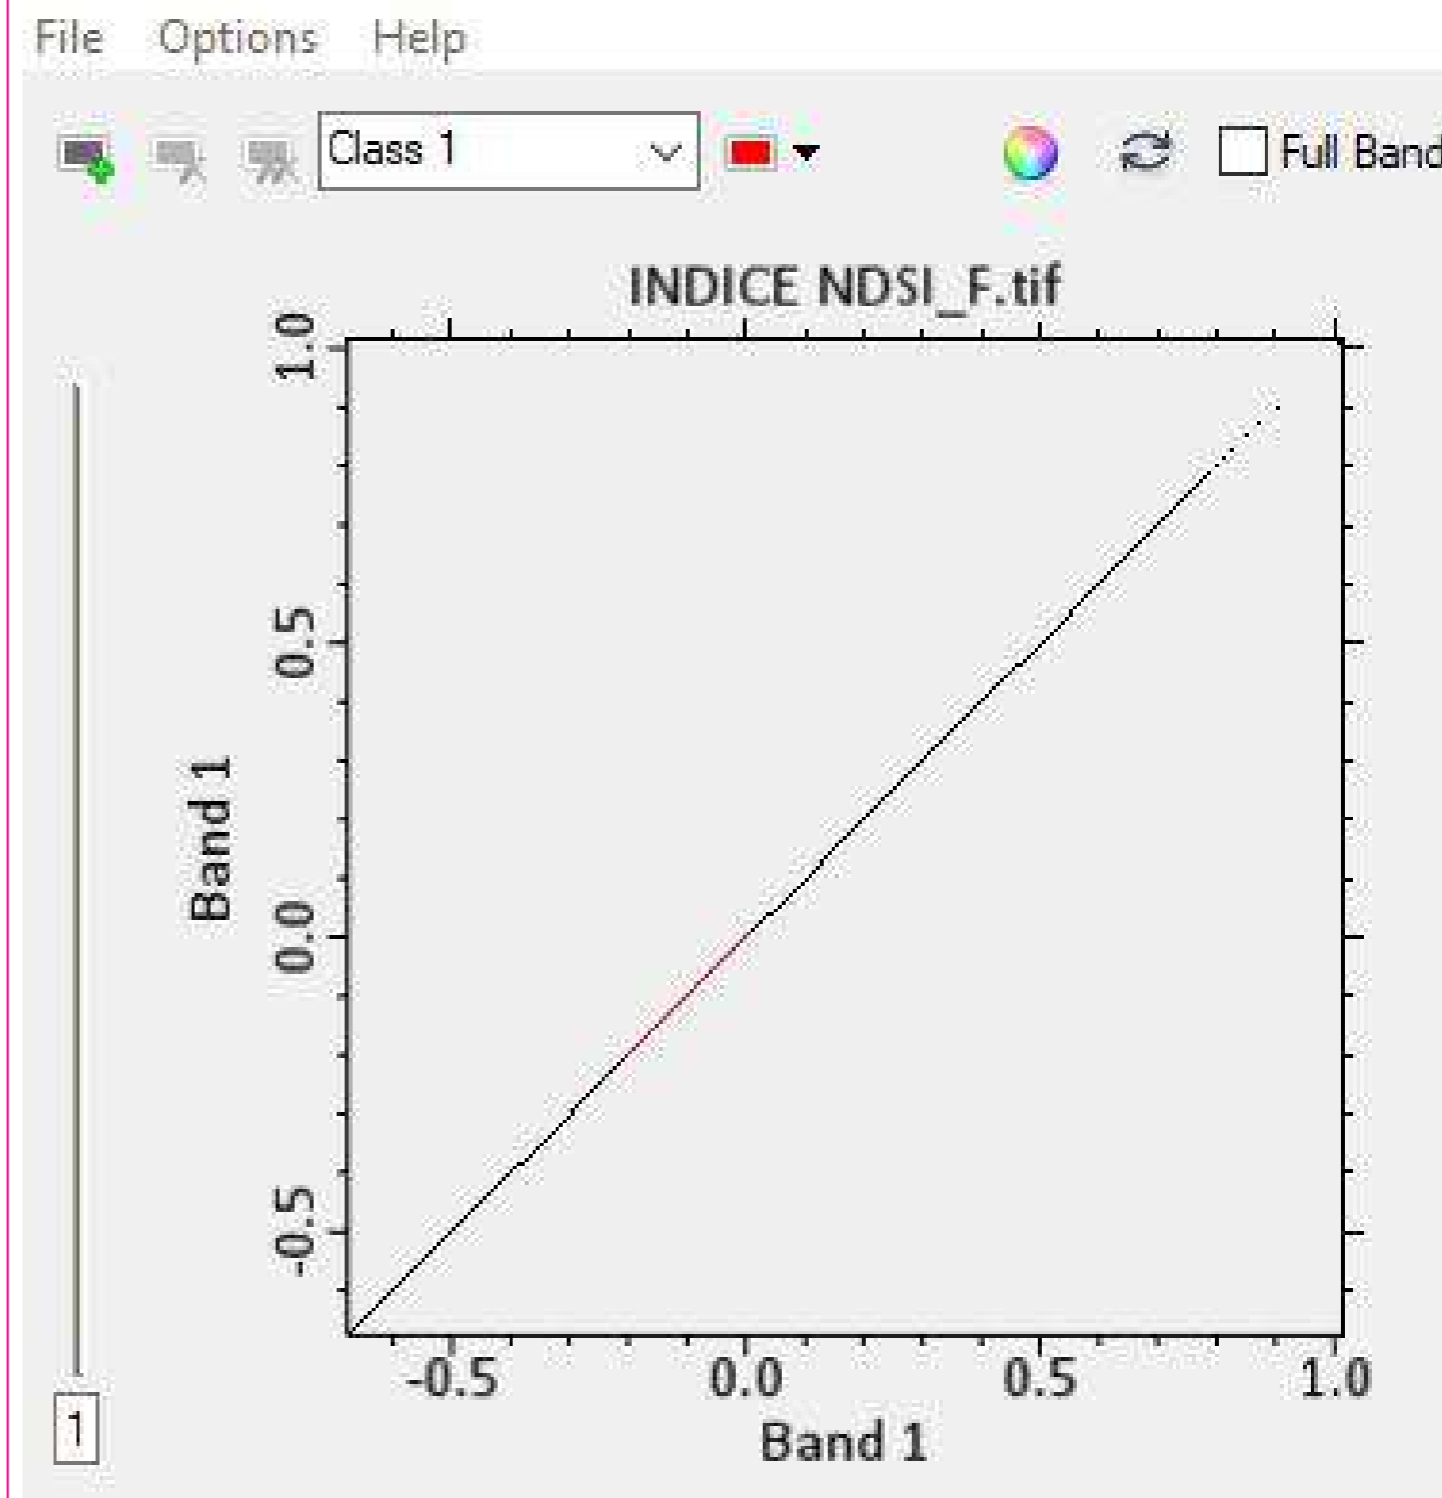 File Options Help
Class 1
Full Band
INDICE NDSI_F.tif
1.0
0.5
0.0
-0.5
Band 1
-0.5 0.0 0.5 1.0
Band 1
1